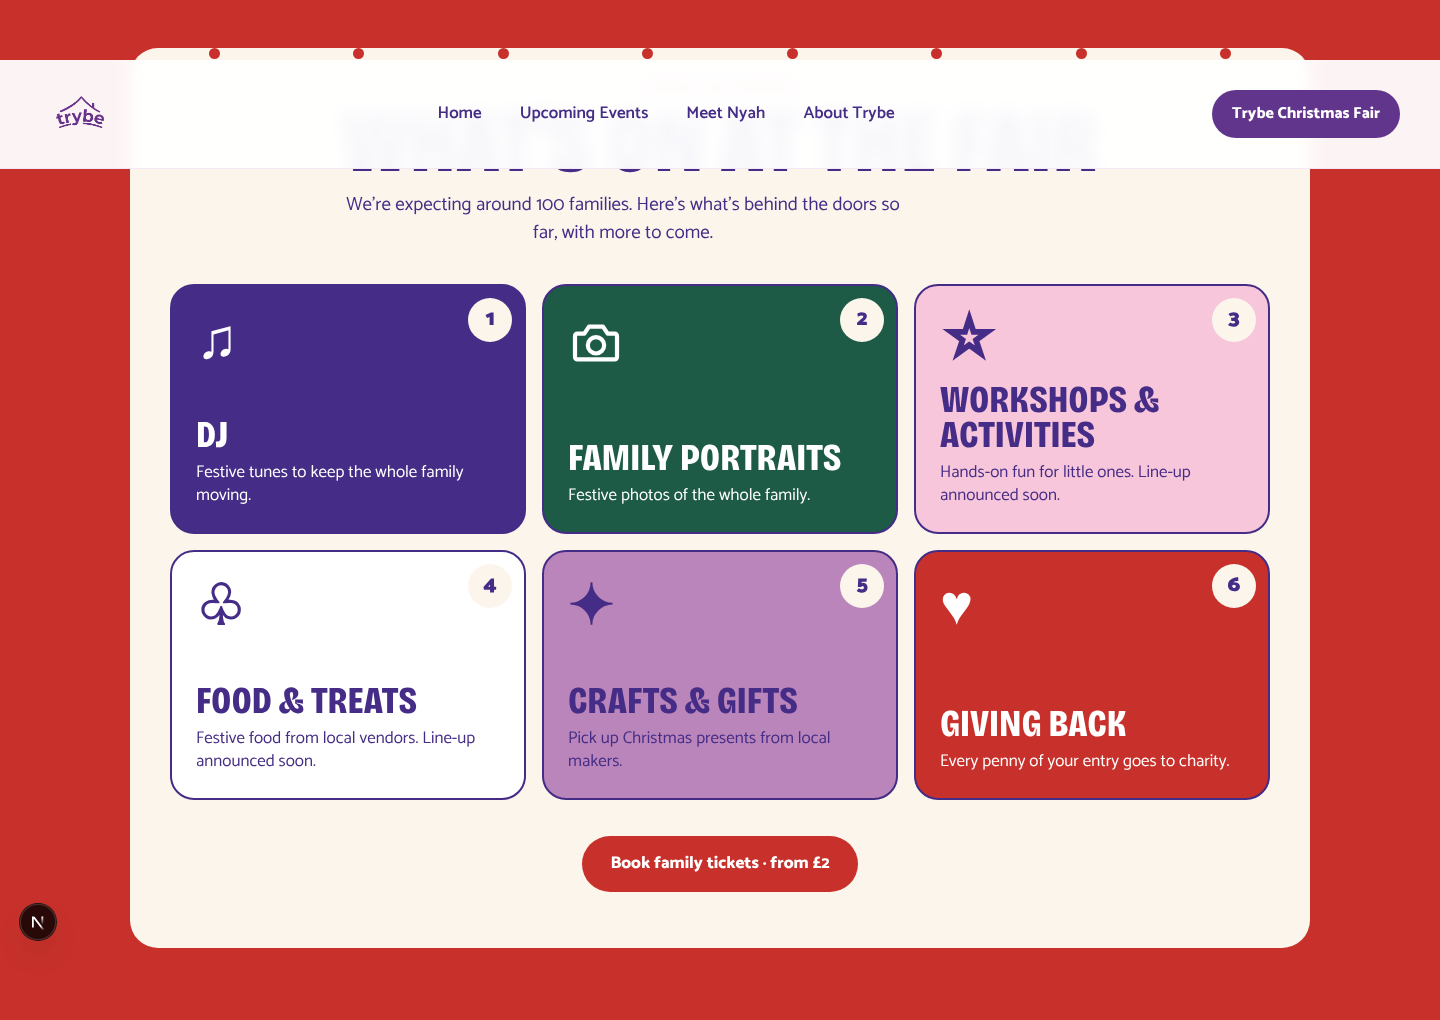 trybe
Home
Upcoming Events
Meet Nyah
About Trybe
Trybe Christmas Fair
WHAT'S ON AT THE FAIR
We're expecting around 100 families. Here's what's behind the doors so
far, with more to come.
1
DJ
Festive tunes to keep the whole family
moving.
2
FAMILY PORTRAITS
Festive photos of the whole family.
3
WORKSHOPS &
ACTIVITIES
Hands-on fun for little ones. Line-up
announced soon.
4
FOOD & TREATS
Festive food from local vendors. Line-up
announced soon.
5
CRAFTS & GIFTS
Pick up Christmas presents from local
makers.
6
GIVING BACK
Every penny of your entry goes to charity.
Book family tickets · from £2
N